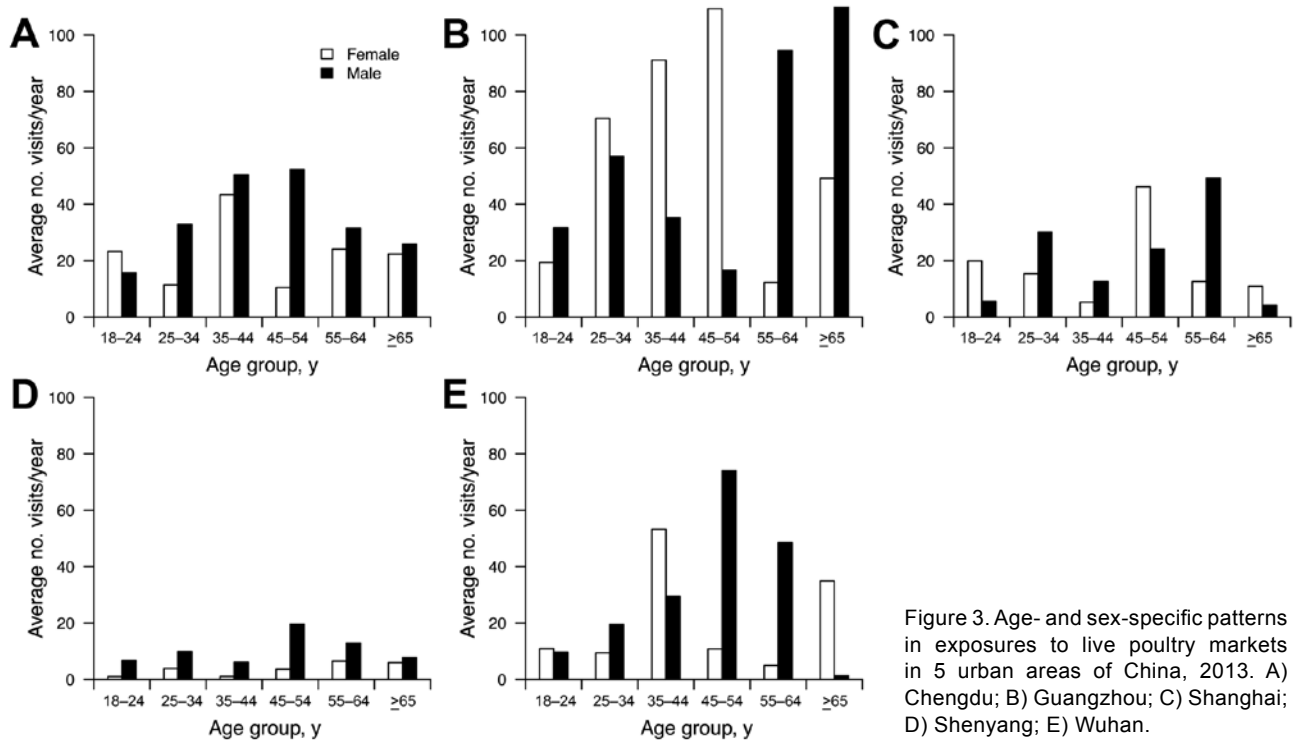 A
Average no. visits/year
100
80
60
40
20
0
Female
Male
18–24 25–34 35–44 45–54 55–64 ≥65
Age group, y
B
Average no. visits/year
100
80
60
40
20
0
18–24 25–34 35–44 45–54 55–64 ≥65
Age group, y
C
Average no. visits/year
100
80
60
40
20
0
18–24 25–34 35–44 45–54 55–64 ≥65
Age group, y
D
Average no. visits/year
100
80
60
40
20
0
18–24 25–34 35–44 45–54 55–64 ≥65
Age group, y
E
Average no. visits/year
100
80
60
40
20
0
18–24 25–34 35–44 45–54 55–64 ≥65
Age group, y
Figure 3. Age- and sex-specific patterns
in exposures to live poultry markets
in 5 urban areas of China, 2013. A)
Chengdu; B) Guangzhou; C) Shanghai;
D) Shenyang; E) Wuhan.